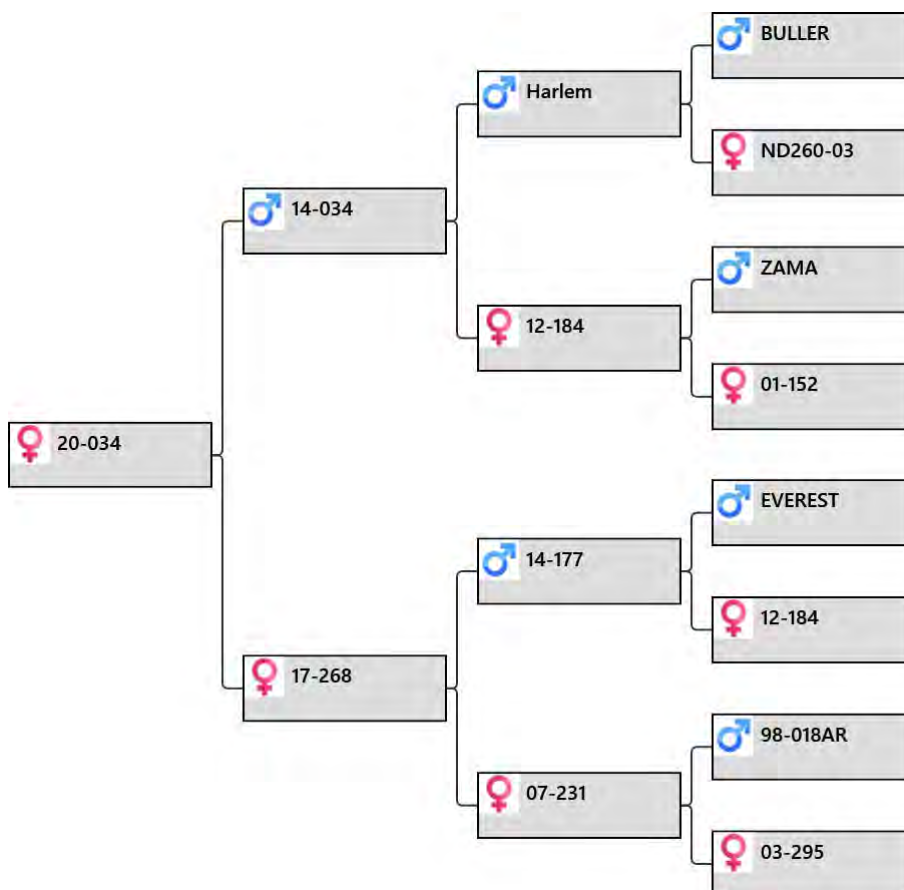 BULLER
Harlem
ND260-03
14-034
ZAMA
12-184
01-152
20-034
EVEREST
14-177
12-184
17-268
98-018AR
07-231
03-295